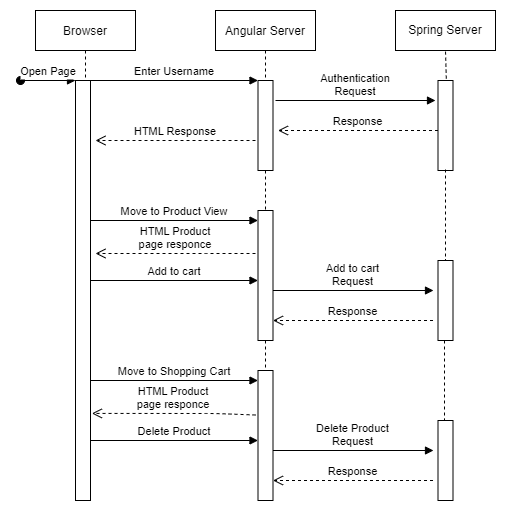 Browser
Angular Server
Spring Server
Open Page
Enter Username
Authentication
Request
Response
HTML Response
Move to Product View
HTML Product
page responce
Add to cart
Add to cart
Request
Response
Move to Shopping Cart
HTML Product
page responce
Delete Product
Delete Product
Request
Response